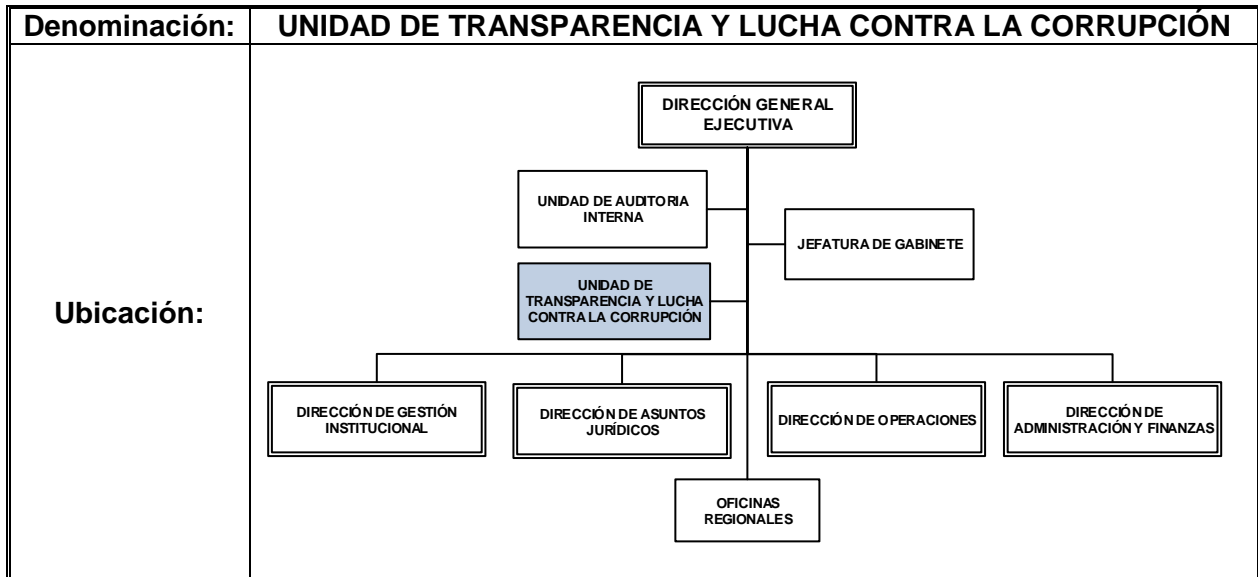 Denominación:
UNIDAD DE TRANSPARENCIA Y LUCHA CONTRA LA CORRUPCIÓN
Ubicación:
DIRECCIÓN GENERAL
EJECUTIVA
UNIDAD DE AUDITORIA
INTERNA
JEFATURA DE GABINETE
UNIDAD DE
TRANSPARENCIA Y LUCHA
CONTRA LA CORRUPCIÓN
DIRECCIÓN DE GESTIÓN
INSTITUCIONAL
DIRECCIÓN DE ASUNTOS
JURÍDICOS
DIRECCIÓN DE OPERACIONES
DIRECCIÓN DE
ADMINISTRACIÓN Y FINANZAS
OFICINAS
REGIONALES